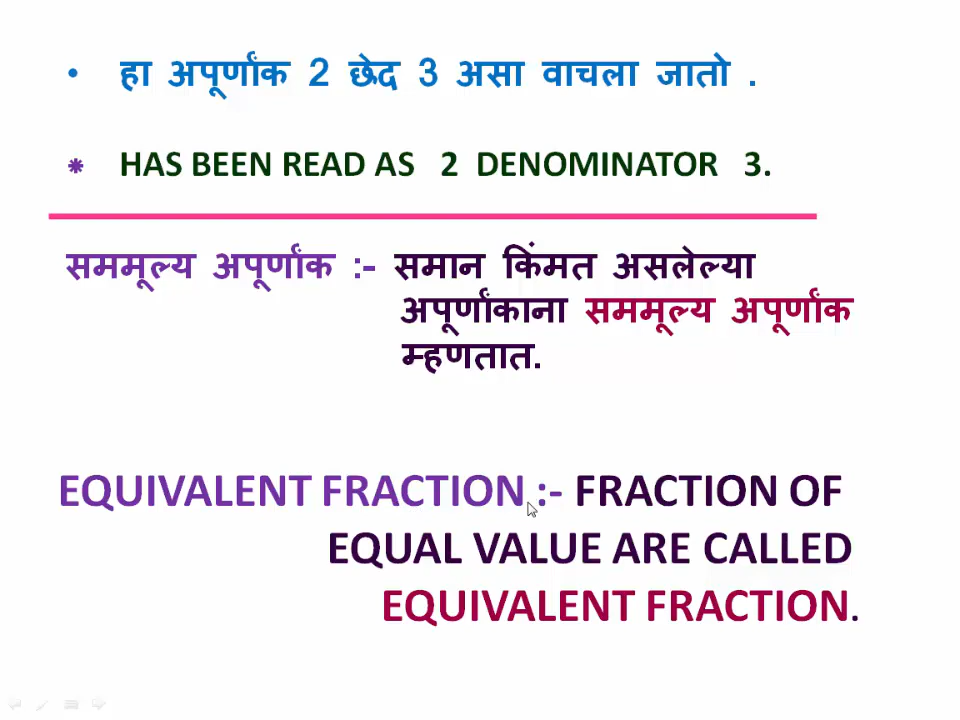 • हा अपूर्णांक 2 छेद 3 असा वाचला जातो .
* HAS BEEN READ AS 2 DENOMINATOR 3.
सममूल्य अपूर्णांक :- समान किंमत असलेल्या
अपूर्णांकाना सममूल्य अपूर्णांक
म्हणतात.
EQUIVALENT FRACTION :- FRACTION OF
EQUAL VALUE ARE CALLED
EQUIVALENT FRACTION.